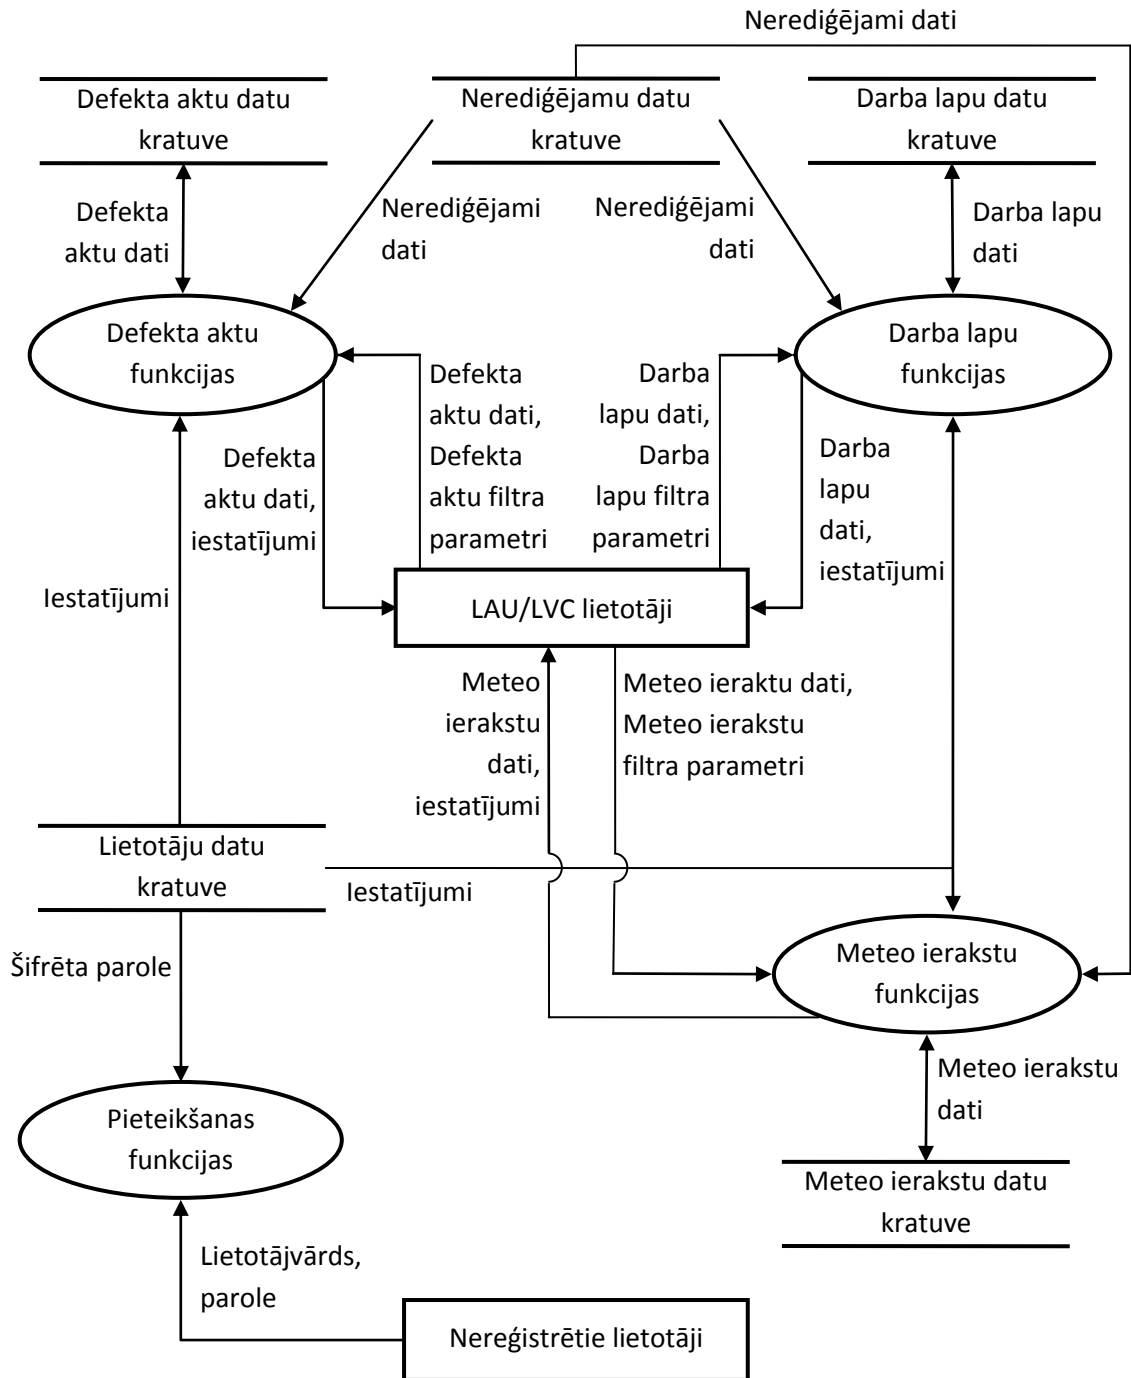 Nerediģējami dati
Defekta aktu datu
kratuve
Nerediģējamu datu
kratuve
Darba lapu datu
kratuve
Defekta
aktu dati
Nerediģējami
dati
Nerediģējami
dati
Darba lapu
dati
Defekta aktu
funkcijas
Darba lapu
funkcijas
Defekta
aktu dati,
Defekta
aktu filtra
parametri
Darba
lapu dati,
Darba
lapu filtra
parametri
Defekta
aktu dati,
iestatījumi
Darba
lapu
dati,
iestatījumi
Iestatījumi
LAU/LVC lietotāji
Meteo
ierakstu
dati,
iestatījumi
Meteo ieraktu dati,
Meteo ierakstu
filtra parametri
Lietotāju datu
kratuve
Iestatījumi
Šifrēta parole
Meteo ierakstu
funkcijas
Meteo ierakstu
dati
Pieteikšanas
funkcijas
Meteo ierakstu datu
kratuve
Lietotājvārds,
parole
Nereģistrētie lietotāji